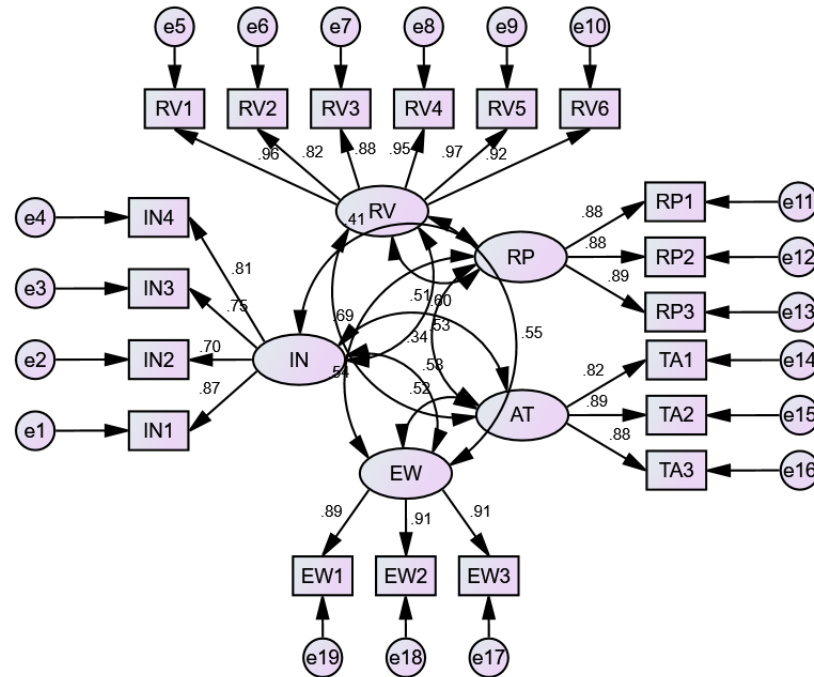 e5 e6 e7 e8 e9 e10
RV1 RV2 RV3 RV4 RV5 RV6
.96 .82 .88 .95 .97 .92
RV
.41
e4 IN4
.81
e3 IN3
.75
e2 IN2
.70
e1 IN1
.87
IN
RP
.88 RP1 e11
.88 RP2 e12
.89 RP3 e13
.69 .51 .60
.34 .53 .55
.54 .52 .58
AT
.82 TA1 e14
.89 TA2 e15
.88 TA3 e16
EW
.89 .91 .91
EW1 EW2 EW3
e19 e18 e17